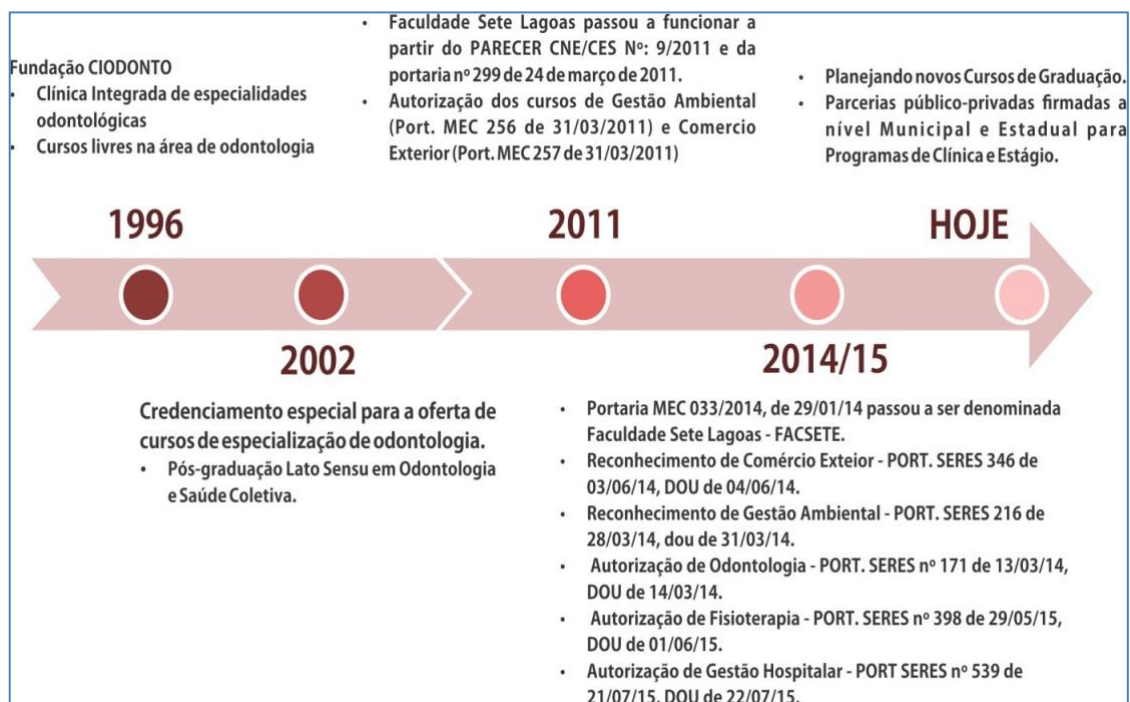 Fundação CIODONTO
• Clínica Integrada de especialidades
odontológicas
• Cursos livres na área de odontologia
• Faculdade Sete Lagoas passou a funcionar a
partir do PARECER CNE/CES Nº: 9/2011 e da
portaria nº 299 de 24 de março de 2011.
• Autorização dos cursos de Gestão Ambiental
(Port. MEC 256 de 31/03/2011) e Comercio
Exterior (Port. MEC 257 de 31/03/2011)
• Planejando novos Cursos de Graduação.
• Parcerias público-privadas firmadas a
nível Municipal e Estadual para
Programas de Clínica e Estágio.
1996
2011
HOJE
2002
2014/15
Credenciamento especial para a oferta de
cursos de especialização de odontologia.
• Pós-graduação Lato Sensu em Odontologia
e Saúde Coletiva.
• Portaria MEC 033/2014, de 29/01/14 passou a ser denominada
Faculdade Sete Lagoas - FACSETE.
• Reconhecimento de Comércio Exteior - PORT. SERES 346 de
03/06/14, DOU de 04/06/14.
• Reconhecimento de Gestão Ambiental - PORT. SERES 216 de
28/03/14, dou de 31/03/14.
• Autorização de Odontologia - PORT. SERES nº 171 de 13/03/14,
DOU de 14/03/14.
• Autorização de Fisioterapia - PORT. SERES nº 398 de 29/05/15,
DOU de 01/06/15.
• Autorização de Gestão Hospitalar - PORT SERES nº 539 de
21/07/15, DOU de 22/07/15.